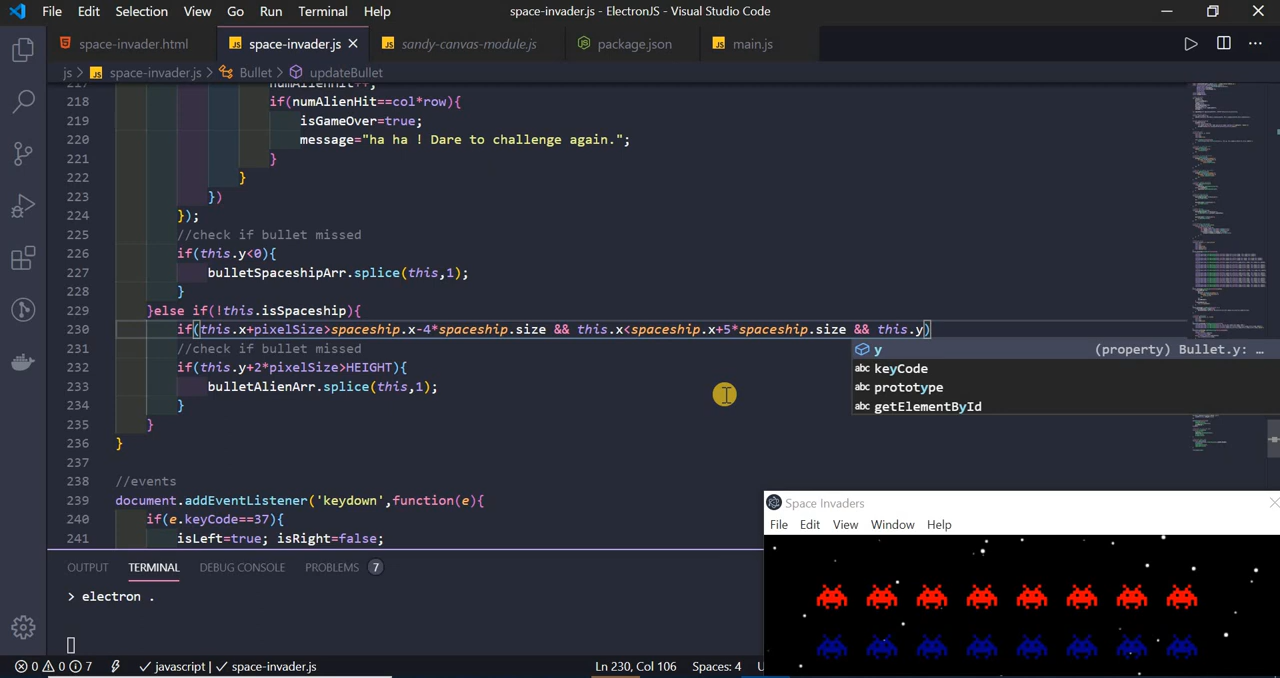 File Edit Selection View Go Run Terminal Help space-invader.js - ElectronJS - Visual Studio Code
space-invader.html space-invader.js sandy-canvas-module.js package.json main.js
js > space-invader.js > Bullet > updateBullet
217 numAlienHit++;
218 if(numAlienHit==col*row){
219 isGameOver=true;
220 message="ha ha ! Dare to challenge again.";
221 }
222 }
223 })
224 });
225 //check if bullet missed
226 if(this.y<0){
227 bulletSpaceshipArr.splice(this,1);
228 }
229 }else if(!this.isSpaceship){
230 if(this.x+pixelSize>spaceship.x-4*spaceship.size && this.x<spaceship.x+5*spaceship.size && this.y)
231 //check if bullet missed
232 if(this.y+2*pixelSize>HEIGHT){
233 bulletAlienArr.splice(this,1);
234 }
235 }
236 }
237
238 //events
239 document.addEventListener('keydown',function(e){
240 if(e.keyCode==37){
241 isLeft=true; isRight=false;
y (property) Bullet.y: …
abc keyCode
abc prototype
abc getElementById
OUTPUT TERMINAL DEBUG CONSOLE PROBLEMS 7
> electron .
Space Invaders
File Edit View Window Help
0 0 7 javascript | space-invader.js Ln 230, Col 106 Spaces: 4 U